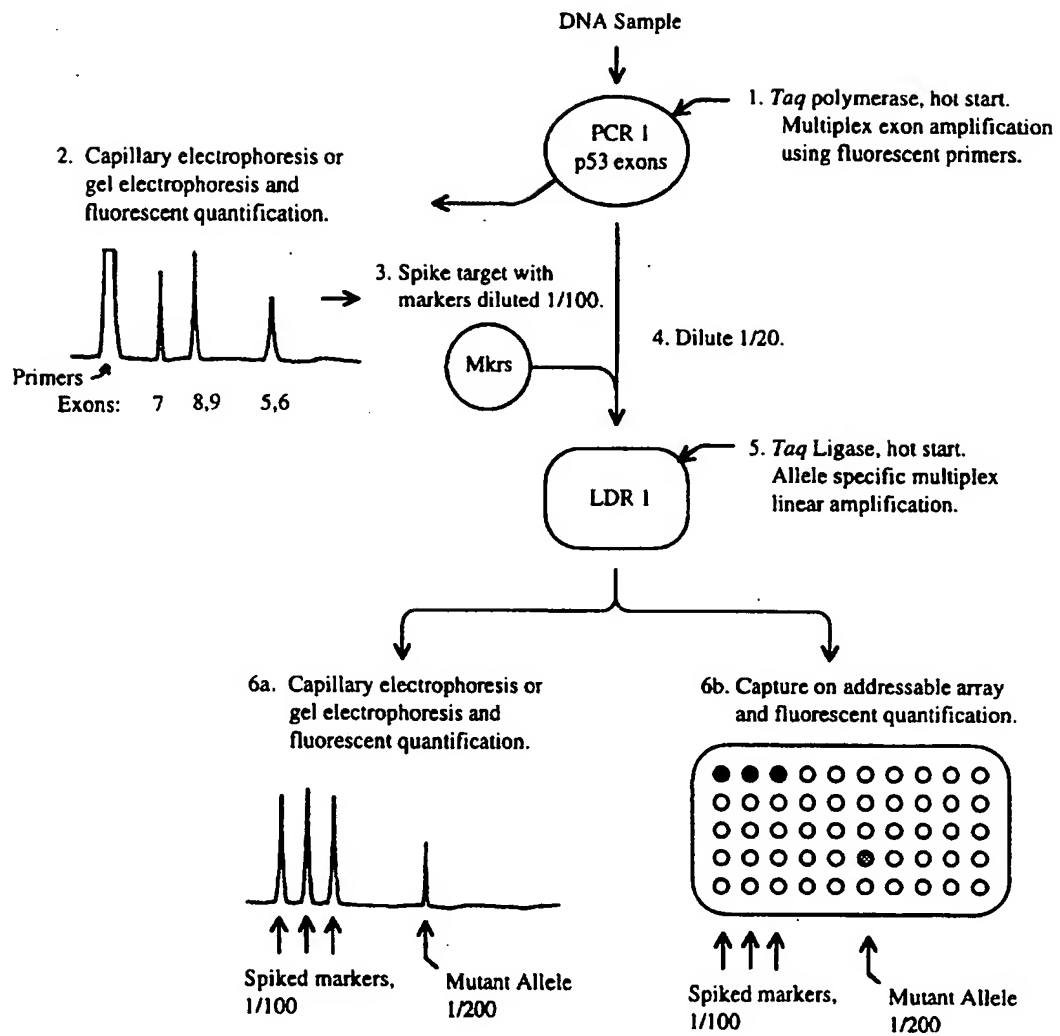 DNA Sample
PCR 1
p53 exons
1. Taq polymerase, hot start.
Multiplex exon amplification
using fluorescent primers.
2. Capillary electrophoresis or
gel electrophoresis and
fluorescent quantification.
Primers
Exons: 7 8,9 5,6
3. Spike target with
markers diluted 1/100.
Mkrs
4. Dilute 1/20.
LDR 1
5. Taq Ligase, hot start.
Allele specific multiplex
linear amplification.
6a. Capillary electrophoresis or
gel electrophoresis and
fluorescent quantification.
Spiked markers,
1/100
Mutant Allele
1/200
6b. Capture on addressable array
and fluorescent quantification.
Spiked markers,
1/100
Mutant Allele
1/200